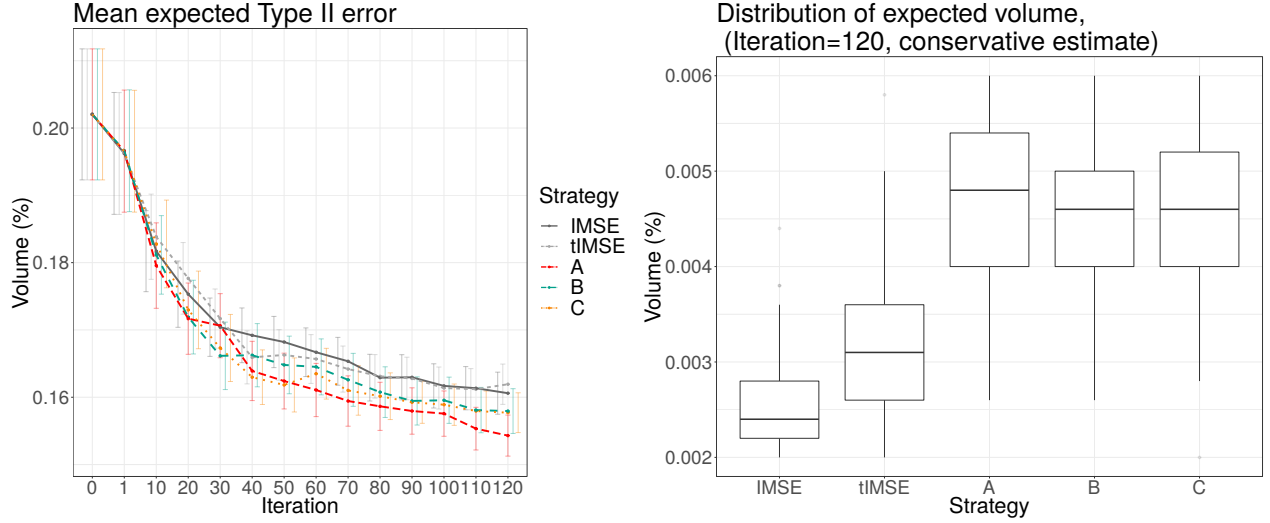 Mean expected Type II error
Volume (%)
0.20
0.18
0.16
0 1 10 20 30 40 50 60 70 80 90 100 110 120
Iteration
Strategy
IMSE
tIMSE
A
B
C
Distribution of expected volume,
(Iteration=120, conservative estimate)
Volume (%)
0.006
0.005
0.004
0.003
0.002
IMSE tIMSE A B C
Strategy